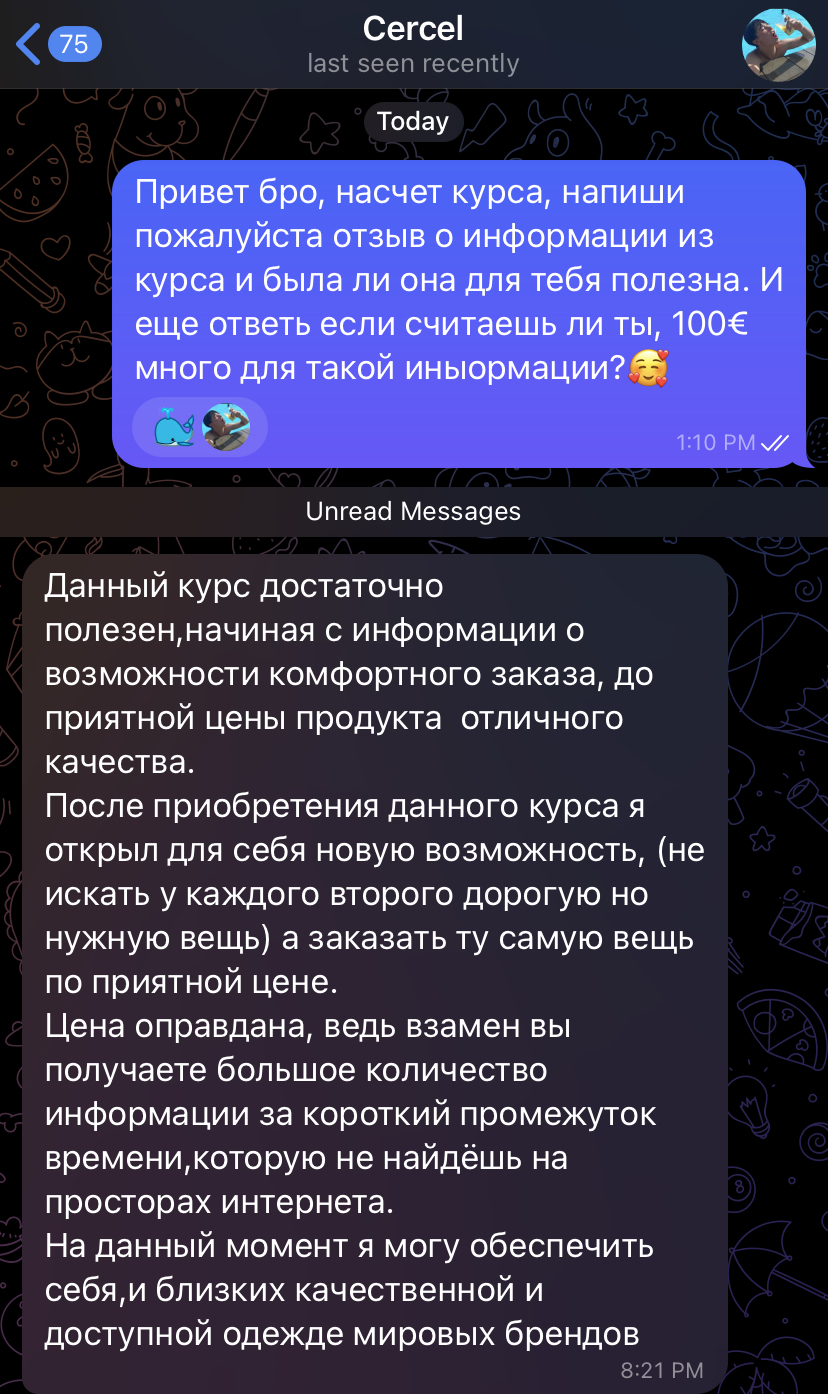 75
Cercel
last seen recently
Today
Привет бро, насчет курса, напиши
пожалуйста отзыв о информации из
курса и была ли она для тебя полезна. И
еще ответь если считаешь ли ты, 100€
много для такой иныормации?🥰
1:10 PM
Unread Messages
Данный курс достаточно
полезен,начиная с информации о
возможности комфортного заказа, до
приятной цены продукта  отличного
качества.
После приобретения данного курса я
открыл для себя новую возможность, (не
искать у каждого второго дорогую но
нужную вещь) а заказать ту самую вещь
по приятной цене.
Цена оправдана, ведь взамен вы
получаете большое количество
информации за короткий промежуток
времени,которую не найдёшь на
просторах интернета.
На данный момент я могу обеспечить
себя,и близких качественной и
доступной одежде мировых брендов
8:21 PM